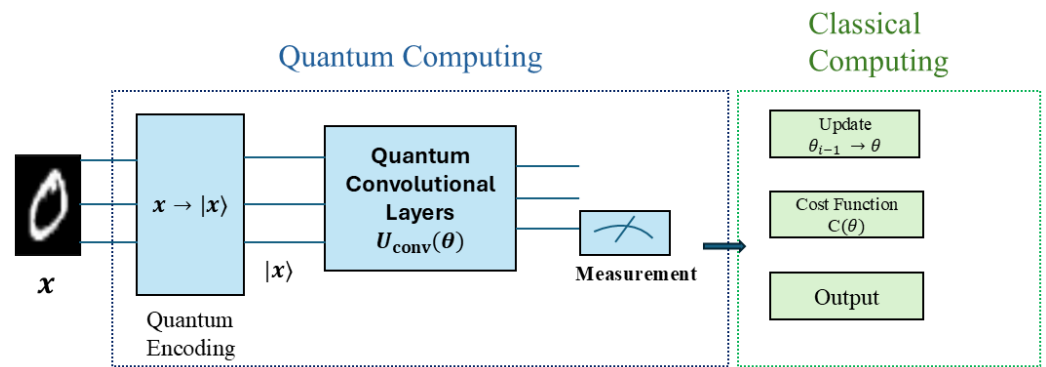 Quantum Computing
Classical
Computing
x
x → |x⟩
Quantum
Encoding
|x⟩
Quantum
Convolutional
Layers
U_conv(θ)
Measurement
Update
θ_{i−1} → θ
Cost Function
C(θ)
Output